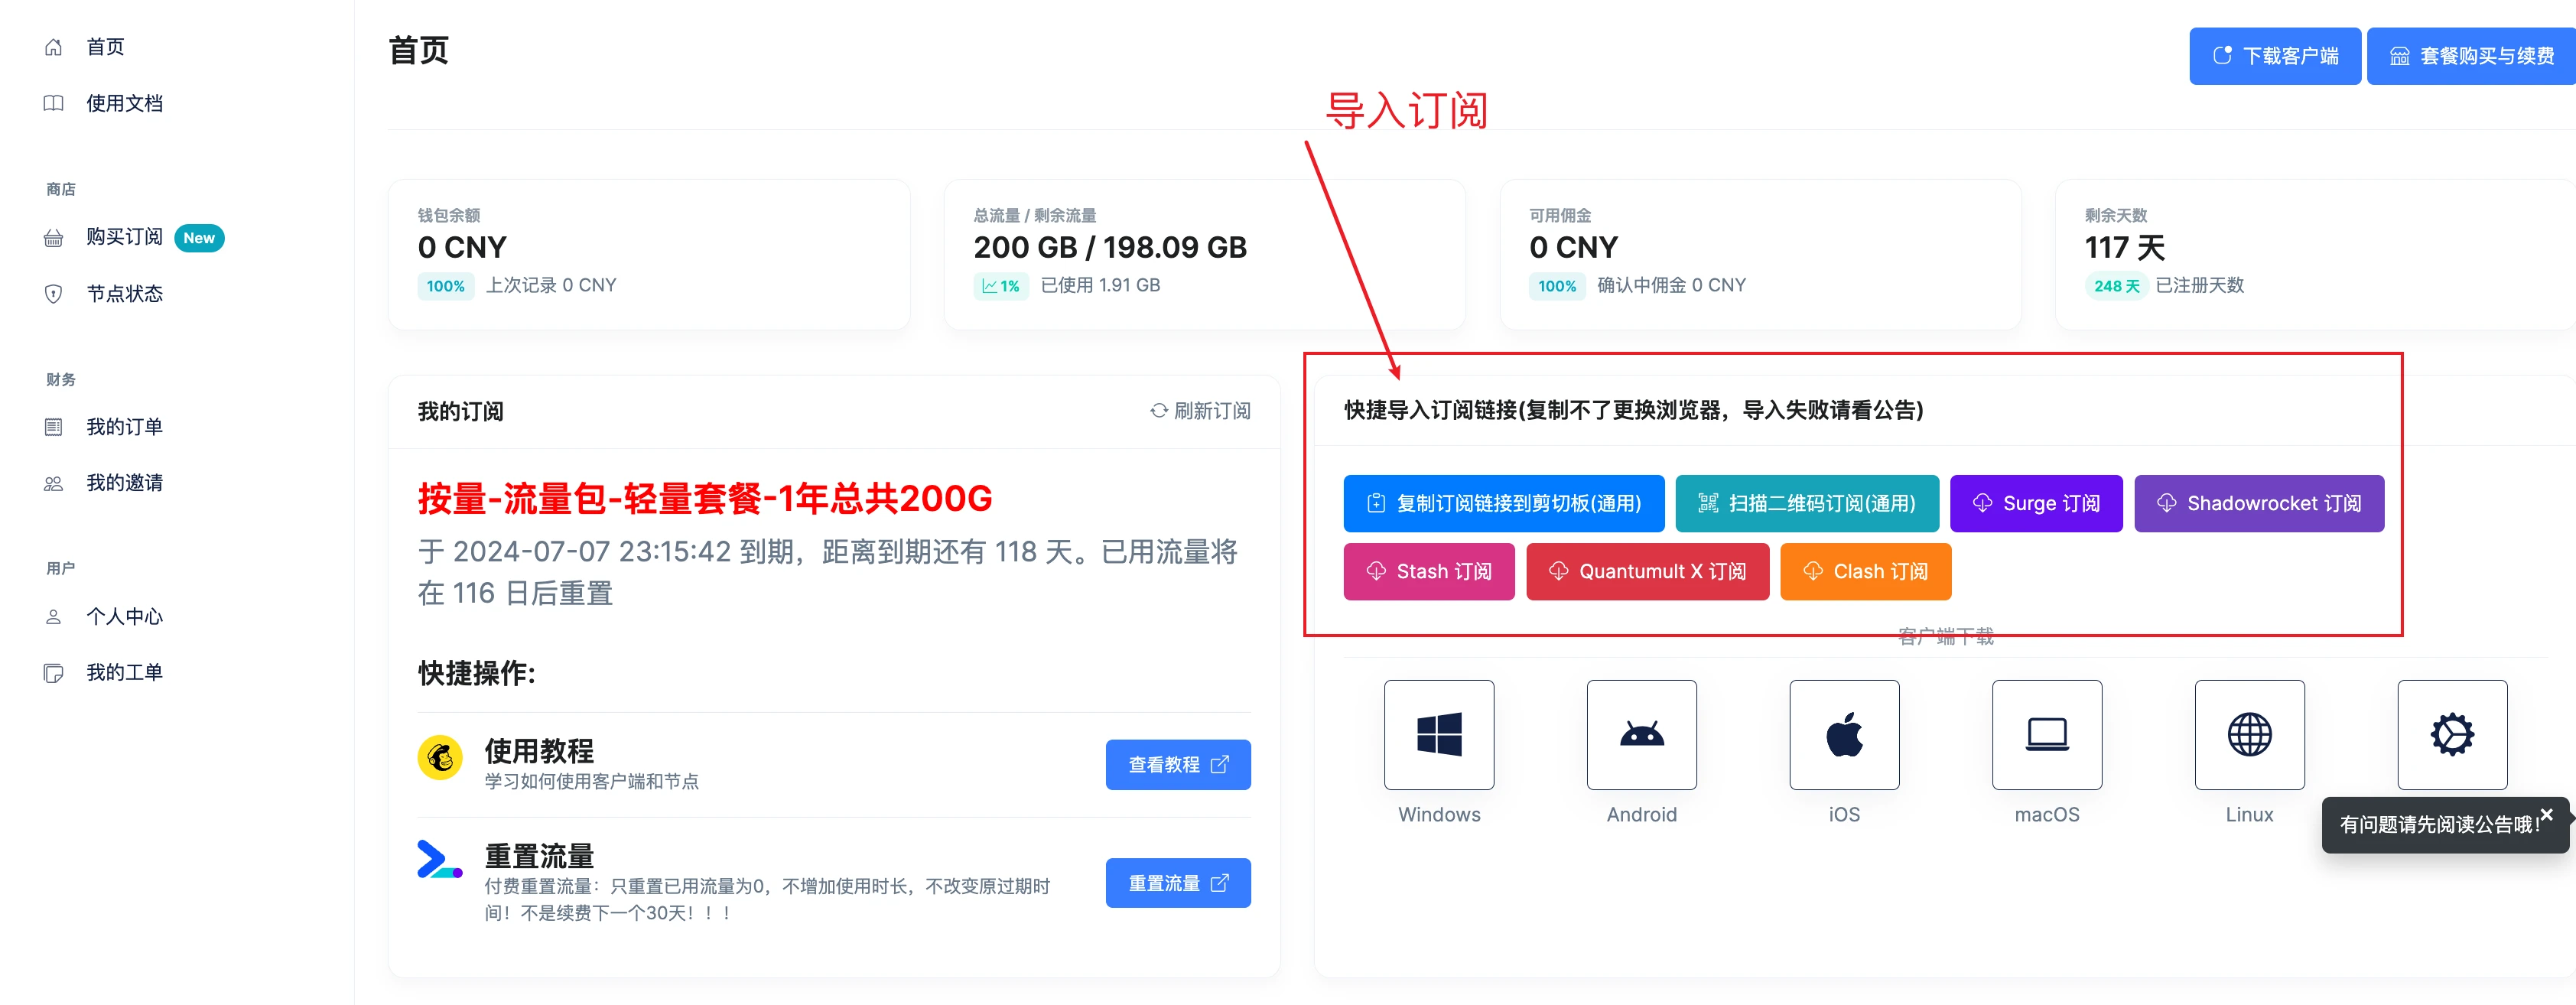 首页
使用文档
商店
购买订阅 New
节点状态
财务
我的订单
我的邀请
用户
个人中心
我的工单
首页
下载客户端
套餐购买与续费
导入订阅
钱包余额
0 CNY
100% 上次记录 0 CNY
总流量 / 剩余流量
200 GB / 198.09 GB
1% 已使用 1.91 GB
可用佣金
0 CNY
100% 确认中佣金 0 CNY
剩余天数
117 天
248 天 已注册天数
我的订阅
刷新订阅
按量-流量包-轻量套餐-1年总共200G
于 2024-07-07 23:15:42 到期，距离到期还有 118 天。已用流量将
在 116 日后重置
快捷操作:
使用教程
学习如何使用客户端和节点
查看教程
重置流量
付费重置流量：只重置已用流量为0，不增加使用时长，不改变原过期时
间！不是续费下一个30天！！！
重置流量
快捷导入订阅链接(复制不了更换浏览器，导入失败请看公告)
复制订阅链接到剪切板(通用)
扫描二维码订阅(通用)
Surge 订阅
Shadowrocket 订阅
Stash 订阅
Quantumult X 订阅
Clash 订阅
客户端下载
Windows
Android
iOS
macOS
Linux
有问题请先阅读公告哦!